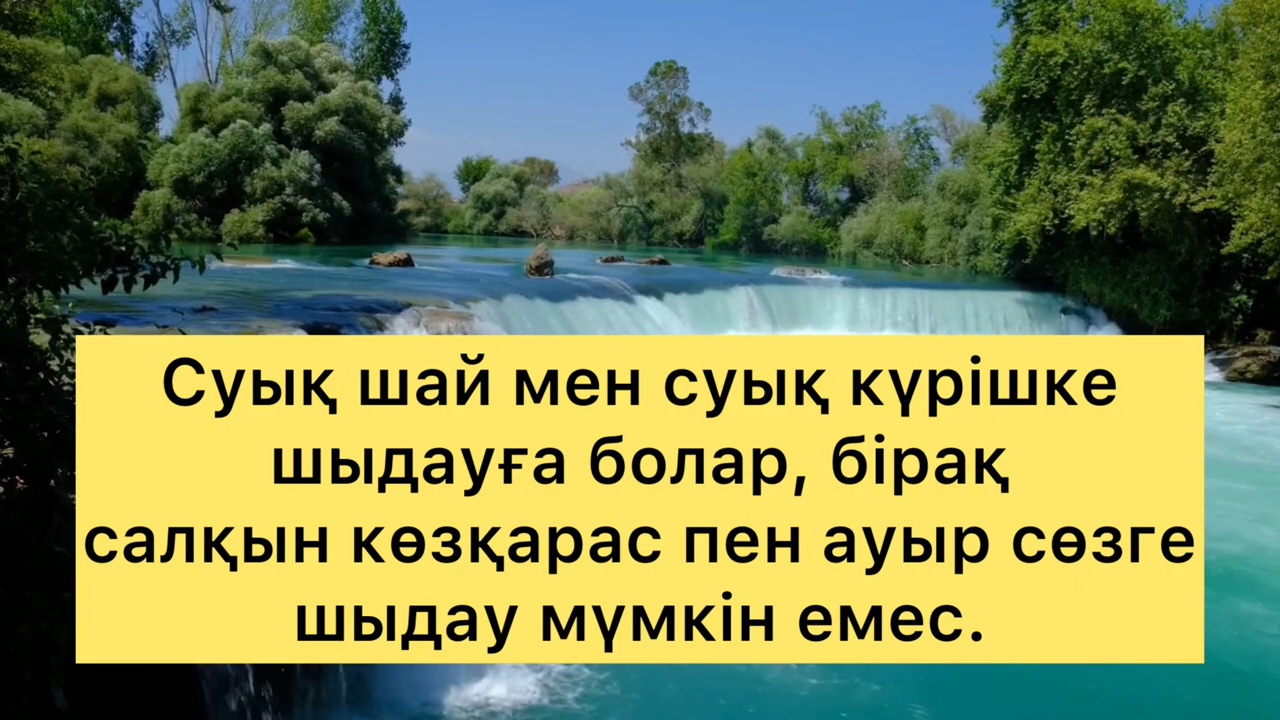 Суық шай мен суық күрішке
шыдауға болар, бірақ
салқын көзқарас пен ауыр сөзге
шыдау мүмкін емес.